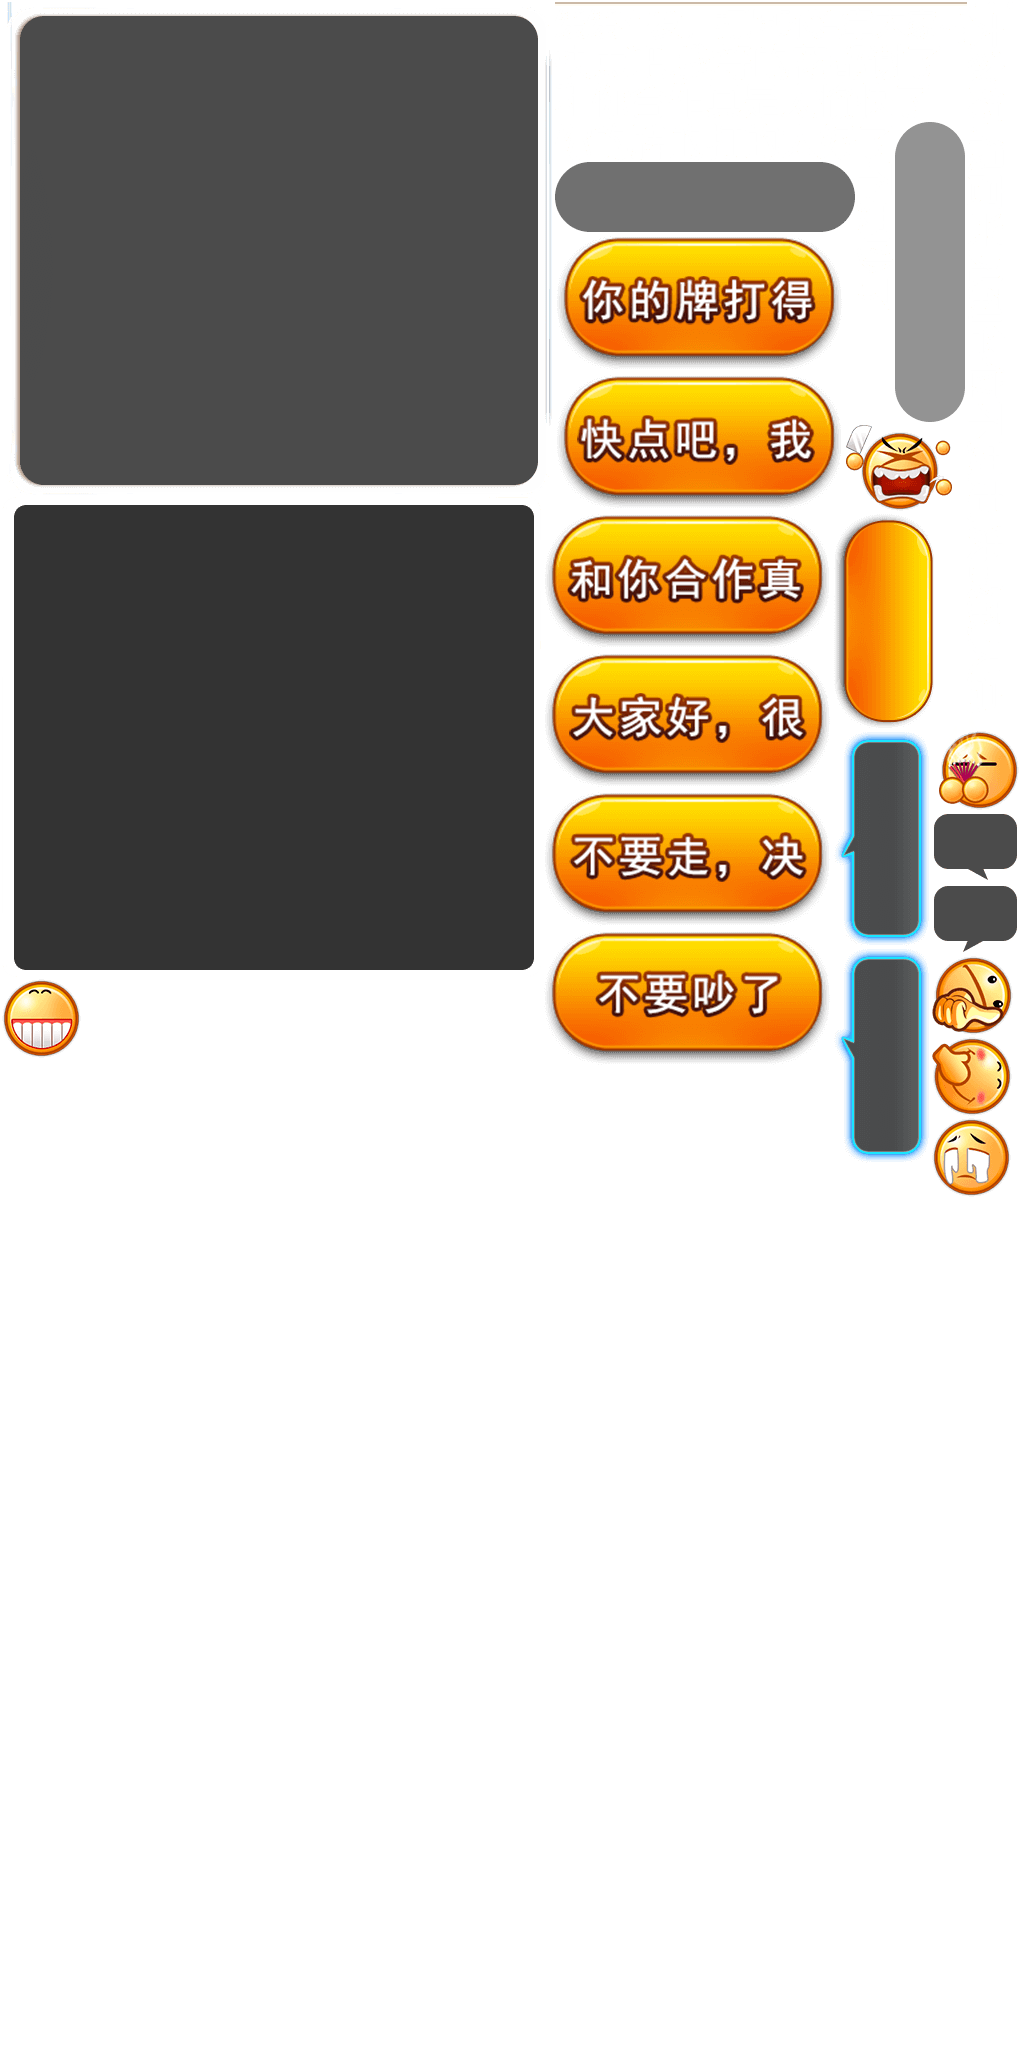 你的牌打得
快点吧，我
和你合作真
大家好，很
不要走，决
不要吵了